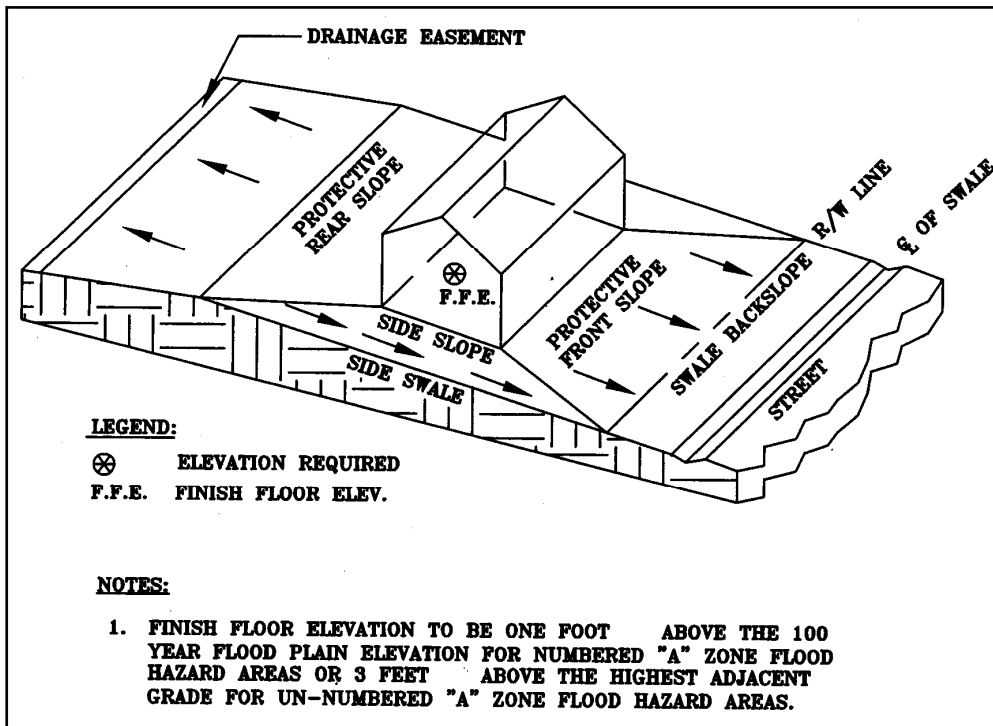 DRAINAGE EASEMENT
PROTECTIVE
REAR SLOPE
R/W LINE
℄ OF SWALE
F.F.E.
PROTECTIVE
FRONT SLOPE
SWALE BACKSLOPE
SIDE SLOPE
SIDE SWALE
STREET
LEGEND:
ELEVATION REQUIRED
F.F.E. FINISH FLOOR ELEV.
NOTES:
1. FINISH FLOOR ELEVATION TO BE ONE FOOT ABOVE THE 100
YEAR FLOOD PLAIN ELEVATION FOR NUMBERED "A" ZONE FLOOD
HAZARD AREAS OR 3 FEET ABOVE THE HIGHEST ADJACENT
GRADE FOR UN-NUMBERED "A" ZONE FLOOD HAZARD AREAS.